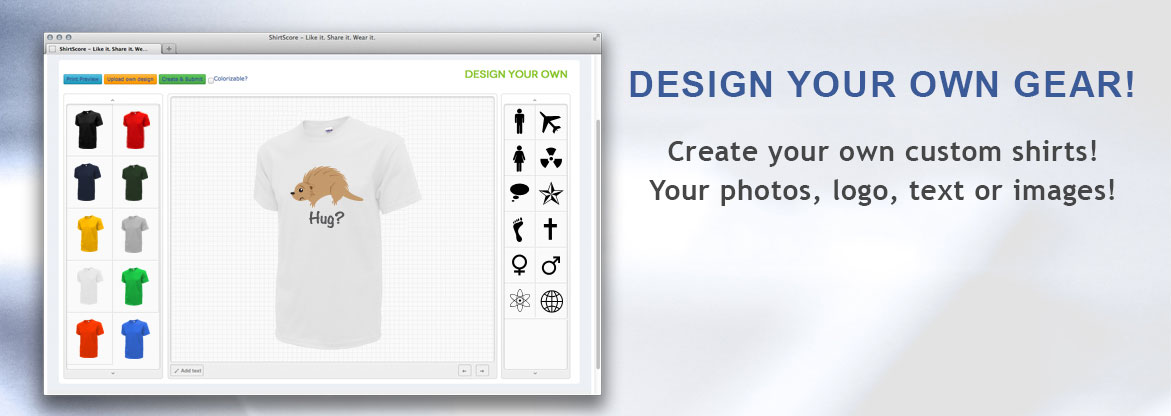 ShirtScore – Like it. Share it. Wear it.
ShirtScore – Like it. Share it. We...
Print Preview Upload own design Create & Submit Colorizable?
DESIGN YOUR OWN
Hug?
Add text
DESIGN YOUR OWN GEAR!
Create your own custom shirts!
Your photos, logo, text or images!